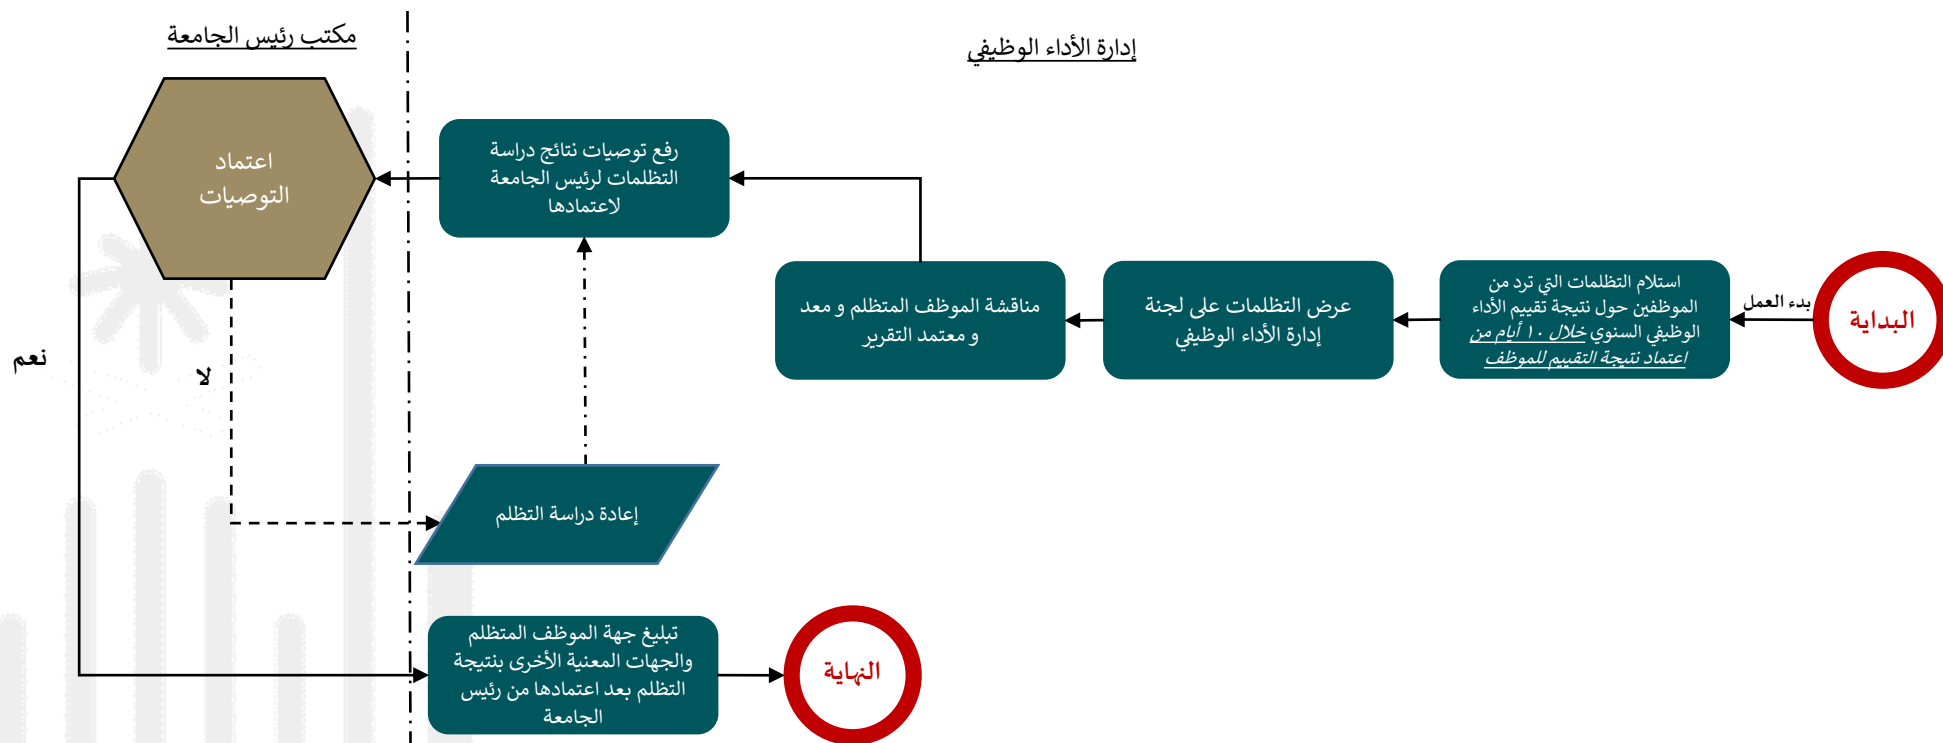 إدارة الأداء الوظيفي
مكتب رئيس الجامعة
البداية
بدء العمل
استلام التظلمات التي ترد من
الموظفين حول نتيجة تقييم الأداء
الوظيفي السنوي خلال ١٠ أيام من
اعتماد نتيجة التقييم للموظف
عرض التظلمات على لجنة
إدارة الأداء الوظيفي
مناقشة الموظف المتظلم و معد
و معتمد التقرير
رفع توصيات نتائج دراسة
التظلمات لرئيس الجامعة
لاعتمادها
اعتماد
التوصيات
لا
نعم
إعادة دراسة التظلم
تبليغ جهة الموظف المتظلم
والجهات المعنية الأخرى بنتيجة
التظلم بعد اعتمادها من رئيس
الجامعة
النهاية